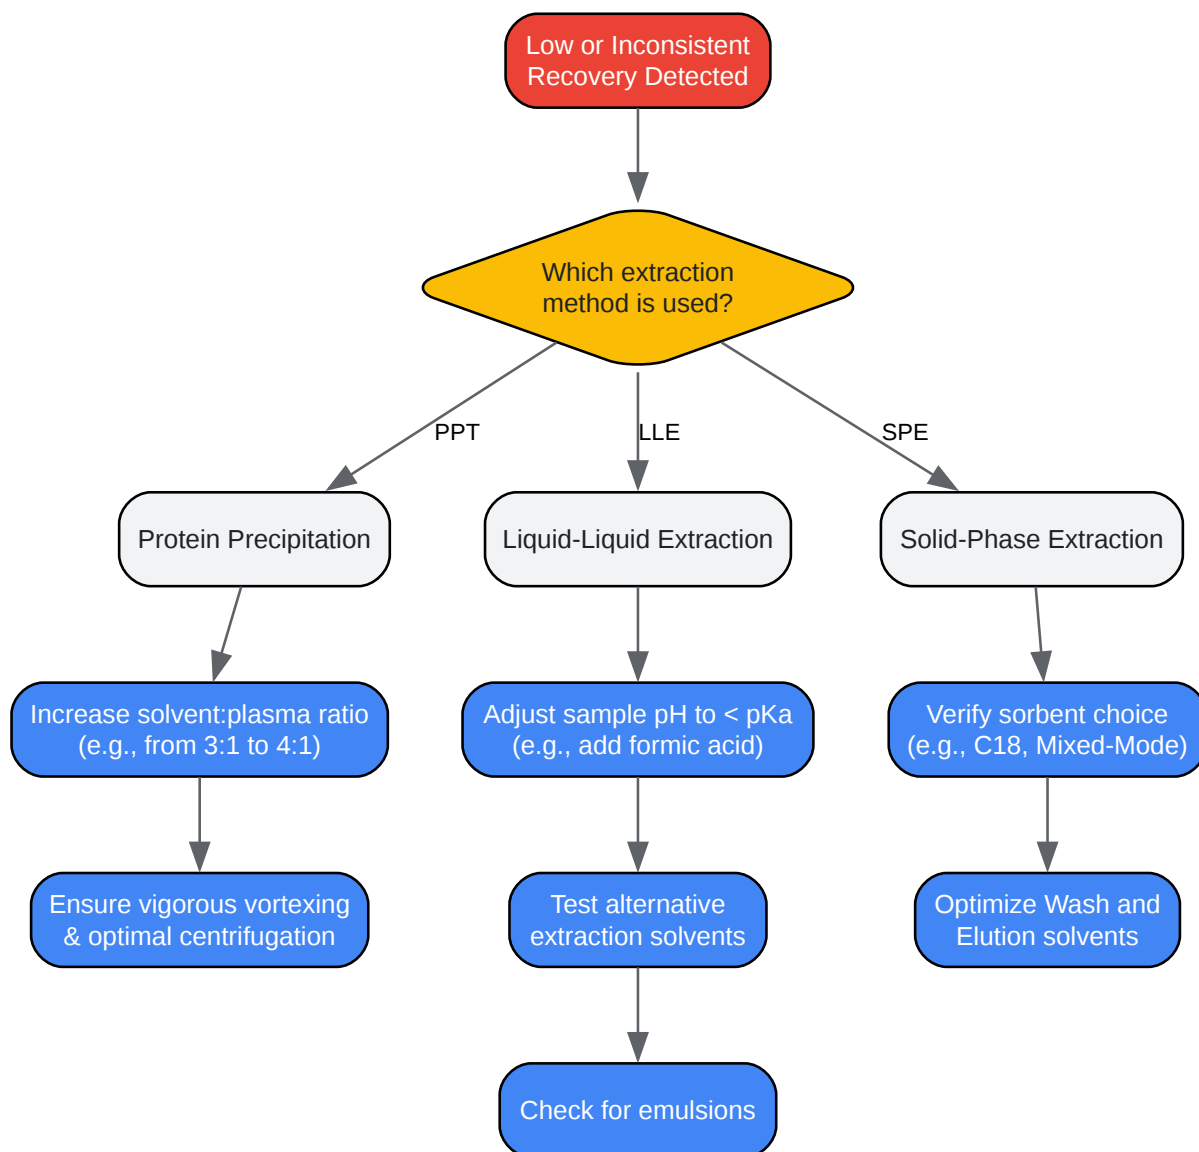 Low or Inconsistent
Recovery Detected
Which extraction
method is used?
PPT
LLE
SPE
Protein Precipitation
Liquid-Liquid Extraction
Solid-Phase Extraction
Increase solvent:plasma ratio
(e.g., from 3:1 to 4:1)
Adjust sample pH to < pKa
(e.g., add formic acid)
Verify sorbent choice
(e.g., C18, Mixed-Mode)
Ensure vigorous vortexing
& optimal centrifugation
Test alternative
extraction solvents
Optimize Wash and
Elution solvents
Check for emulsions